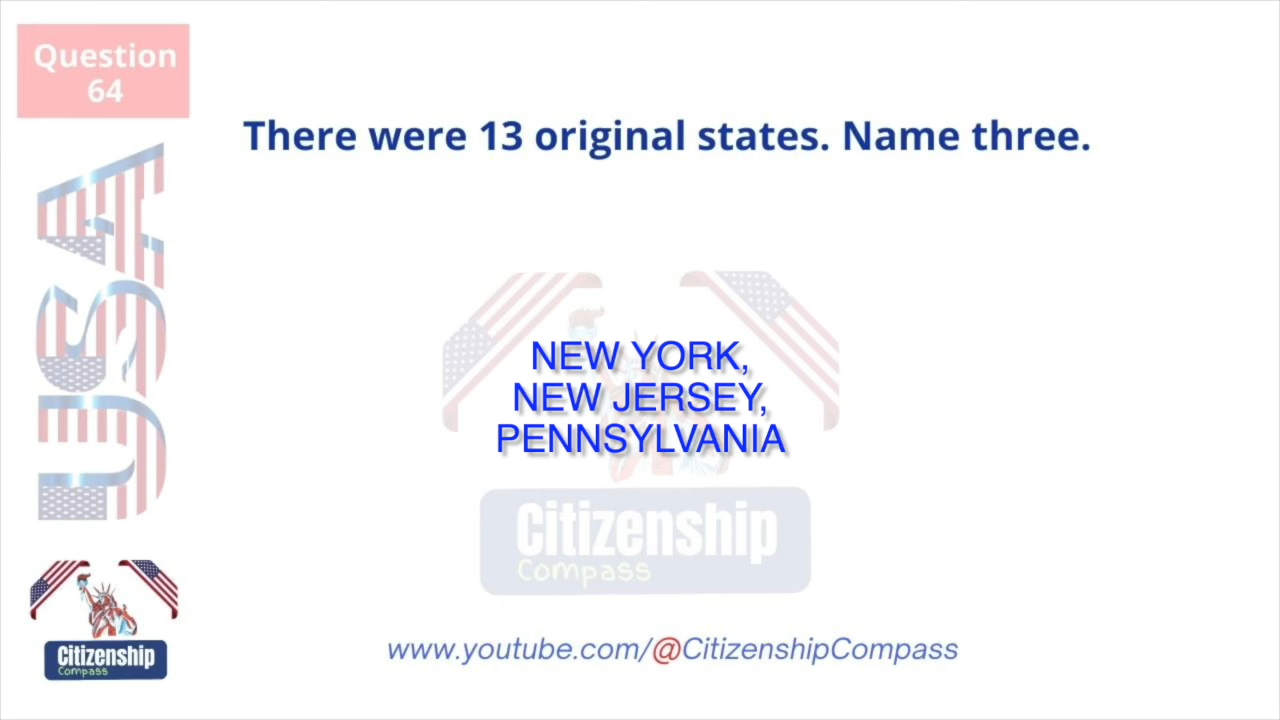 Question
64
There were 13 original states. Name three.
USA
NEW YORK,
NEW JERSEY,
PENNSYLVANIA
Citizenship
Compass
Citizenship
Compass
www.youtube.com/@CitizenshipCompass